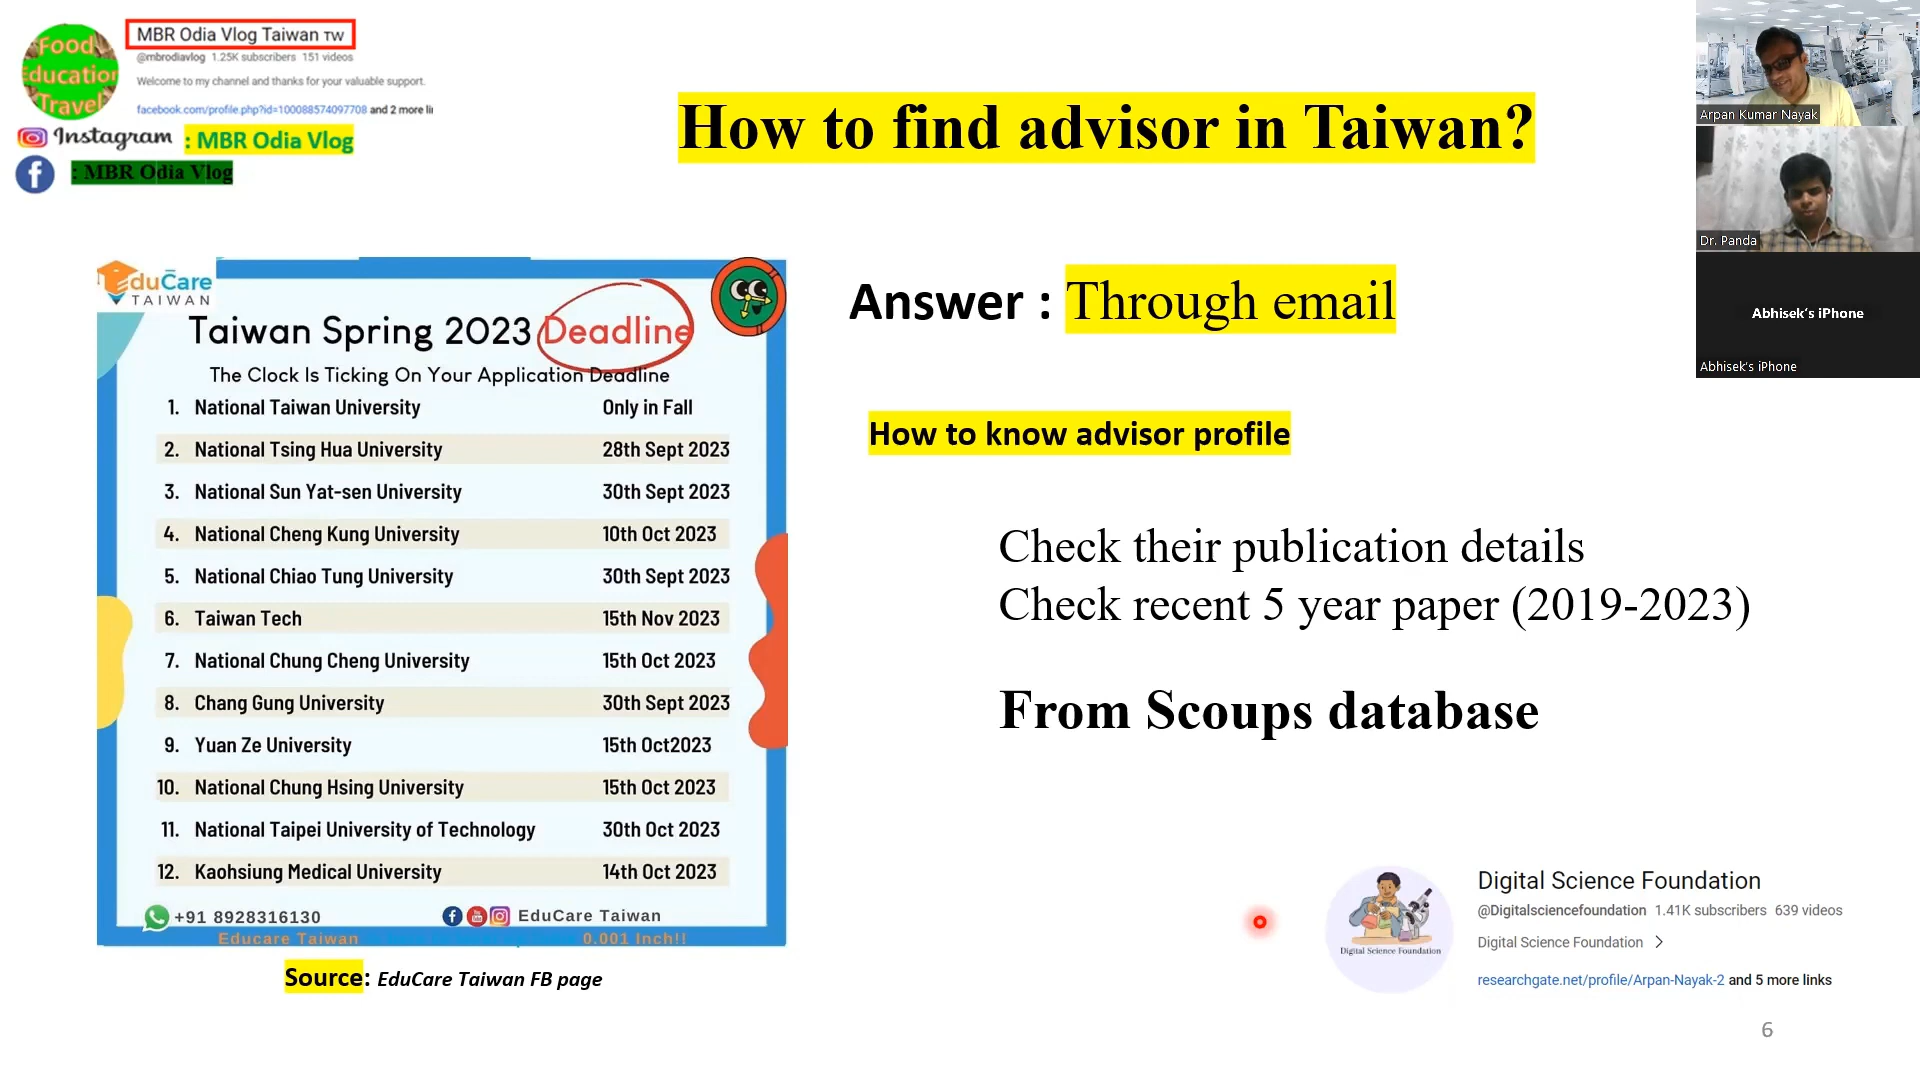 Food
Education
Travel
MBR Odia Vlog Taiwan TW
@mbrodiavlog 1.25K subscribers 151 videos
Welcome to my channel and thanks for your valuable support.
facebook.com/profile.php?id=100088574097708 and 2 more li
Instagram : MBR Odia Vlog
f : MBR Odia Vlog
How to find advisor in Taiwan?
Arpan Kumar Nayak
Dr. Panda
Abhisek's iPhone
Abhisek's iPhone
EduCare
TAIWAN
Taiwan Spring 2023 Deadline
The Clock Is Ticking On Your Application Deadline
1. National Taiwan University Only in Fall
2. National Tsing Hua University 28th Sept 2023
3. National Sun Yat-sen University 30th Sept 2023
4. National Cheng Kung University 10th Oct 2023
5. National Chiao Tung University 30th Sept 2023
6. Taiwan Tech 15th Nov 2023
7. National Chung Cheng University 15th Oct 2023
8. Chang Gung University 30th Sept 2023
9. Yuan Ze University 15th Oct2023
10. National Chung Hsing University 15th Oct 2023
11. National Taipei University of Technology 30th Oct 2023
12. Kaohsiung Medical University 14th Oct 2023
+91 8928316130 EduCare Taiwan
Educare Taiwan 0.001 Inch!!
Source: EduCare Taiwan FB page
Answer : Through email
How to know advisor profile
Check their publication details
Check recent 5 year paper (2019-2023)
From Scoups database
Digital Science Foundation
Digital Science Foundation
@Digitalsciencefoundation 1.41K subscribers 639 videos
Digital Science Foundation >
researchgate.net/profile/Arpan-Nayak-2 and 5 more links
6